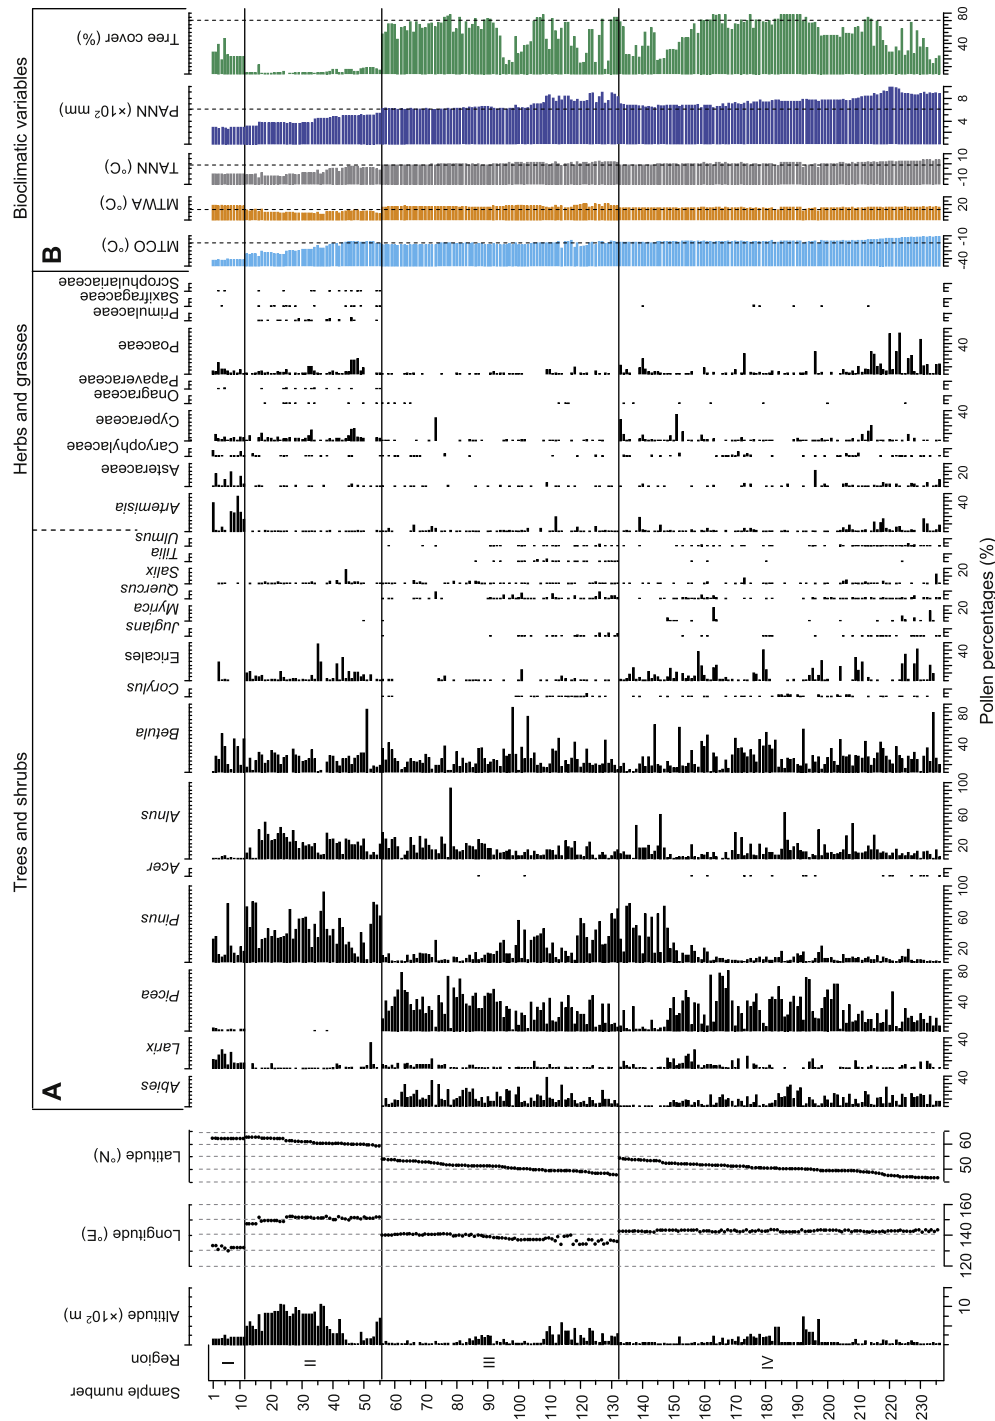 Sample number
Region
Altitude (×10² m)
Longitude (°E)
Latitude (°N)
A
Trees and shrubs
Abies
Larix
Picea
Pinus
Acer
Alnus
Betula
Corylus
Ericales
Juglans
Myrica
Quercus
Salix
Tilia
Ulmus
Herbs and grasses
Artemisia
Asteraceae
Caryophylaceae
Cyperaceae
Onagraceae
Papaveraceae
Poaceae
Primulaceae
Saxifragaceae
Scrophulariaceae
B
Bioclimatic variables
MTCO (°C)
MTWA (°C)
TANN (°C)
PANN (×10² mm)
Tree cover (%)
I
II
III
IV
1 10 20 30 40 50 60 70 80 90 100 110 120 130 140 150 160 170 180 190 200 210 220 230
10
120 140 160
50 60
40
40
40 80
20 60 100
20 60 100
40 80
40
20
20
40
20
40
40
-40 -10
20
-10 10
4 8
40 80
Pollen percentages (%)